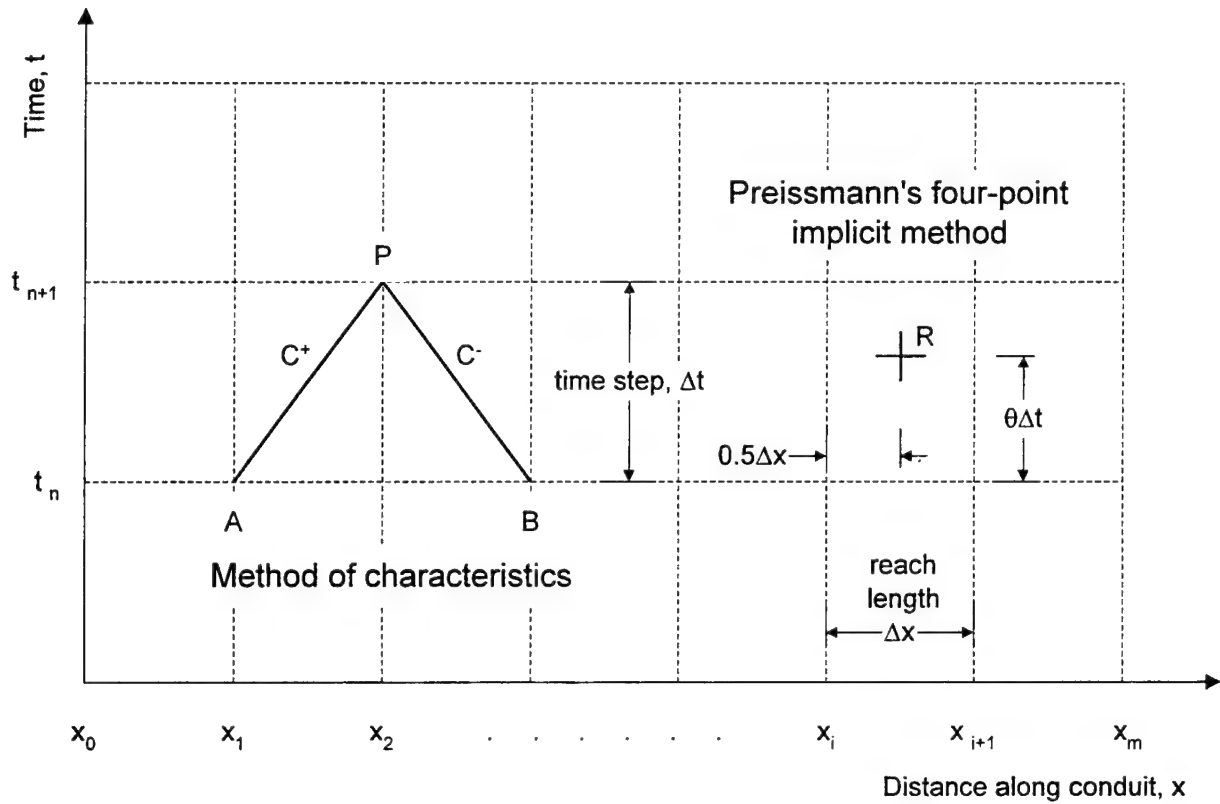 Time, t
Preissmann's four-point
implicit method
P
t n+1
C+
C-
R
time step, Δt
θΔt
0.5Δx
t n
A
B
Method of characteristics
reach
length
Δx
x0
x1
x2
. . . . . . .
xi
x i+1
xm
Distance along conduit, x